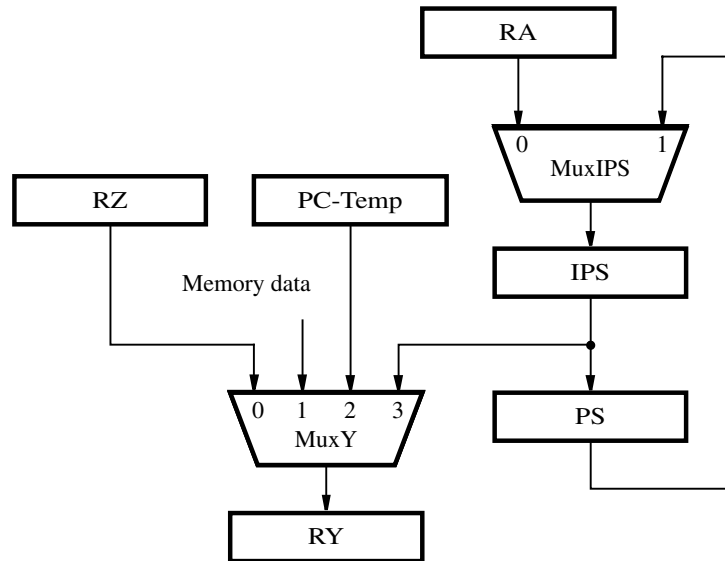 RA
0 1
MuxIPS
RZ
PC-Temp
IPS
Memory data
0 1 2 3
MuxY
PS
RY